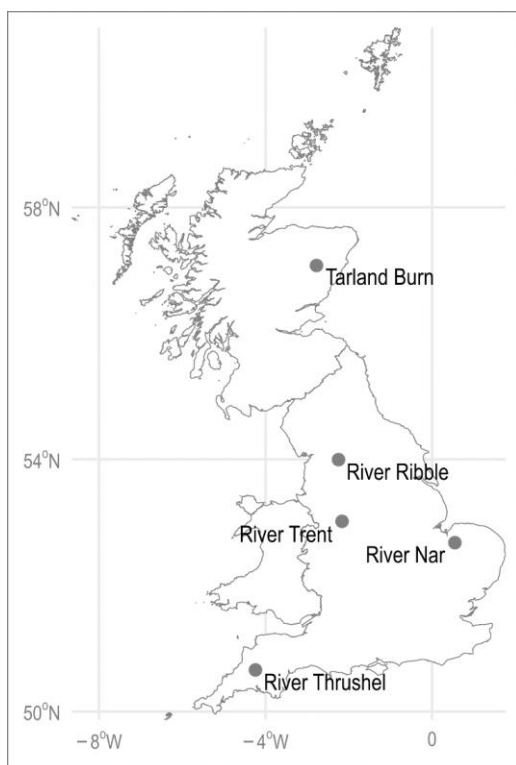 58°N
Tarland Burn
54°N
River Ribble
River Trent
River Nar
River Thrushel
50°N
-8°W
-4°W
0